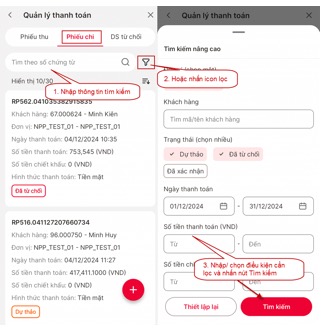 Quản lý thanh toán
Phiếu thu
Phiếu chi
DS từ chối
Tìm theo số chứng từ
Hiển thị 10/30
1. Nhập thông tin tìm kiếm
2. Hoặc nhấn icon lọc
RP562.041035382915835
Khách hàng: 67.000624 - Minh Kiên
Đơn vị: NPP_TEST_01 - NPP_TEST_01
Ngày thanh toán: 04/12/2024 10:35
Số tiền thanh toán: 753,545 (VND)
Số tiền chiết khấu: 0 (VND)
Hình thức thanh toán: Tiền mặt
Đã từ chối
RP516.041127207660734
Khách hàng: 96.000750 - Minh Huy
Đơn vị: NPP_TEST_01 - NPP_TEST_01
Ngày thanh toán: 04/12/2024 11:27
Số tiền thanh toán: 417,411,000 (VND)
Số tiền chiết khấu: 0 (VND)
Hình thức thanh toán: Tiền mặt
Dự thảo
Quản lý thanh toán
Tìm kiếm nâng cao
Khách hàng
Tìm mã/tên khách hàng
Trạng thái (chọn nhiều)
Dự thảo
Đã từ chối
Đã xác nhận
Ngày thanh toán
01/12/2024 - 31/12/2024
Số tiền thanh toán (VND)
Từ - Đến
Số tiền ch
3. Nhập/ chọn điều kiện cần
lọc và nhấn nút Tìm kiếm
Từ
Đến
Thiết lập lại
Tìm kiếm